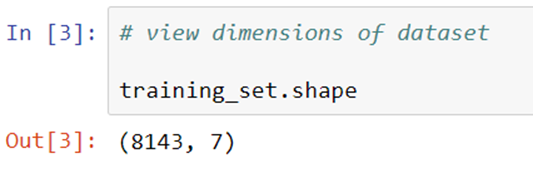 In [3]: # view dimensions of dataset
training_set.shape
Out[3]: (8143, 7)